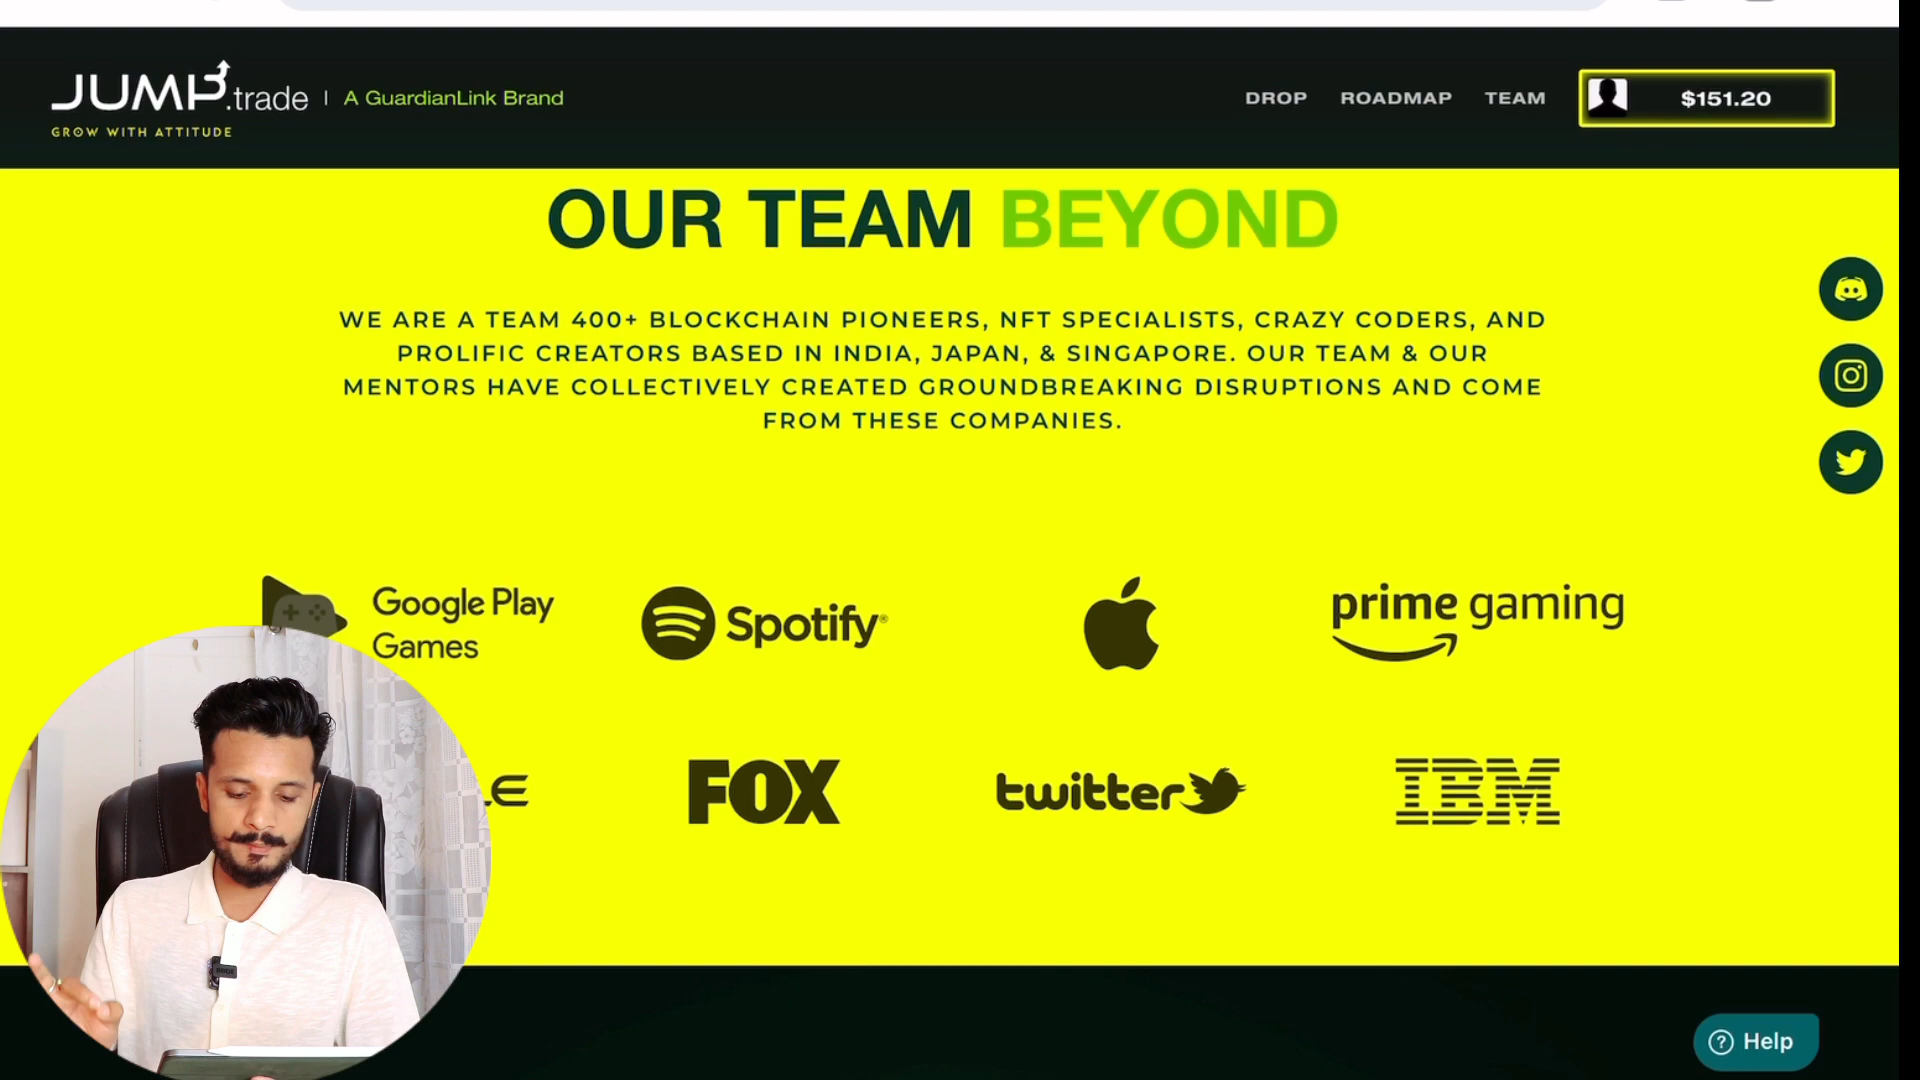 JUMP.trade | A GuardianLink Brand
GROW WITH ATTITUDE
DROP ROADMAP TEAM $151.20
OUR TEAM BEYOND
WE ARE A TEAM 400+ BLOCKCHAIN PIONEERS, NFT SPECIALISTS, CRAZY CODERS, AND
PROLIFIC CREATORS BASED IN INDIA, JAPAN, & SINGAPORE. OUR TEAM & OUR
MENTORS HAVE COLLECTIVELY CREATED GROUNDBREAKING DISRUPTIONS AND COME
FROM THESE COMPANIES.
Google Play
Games
Spotify®
prime gaming
FOX
twitter
IBM
Help